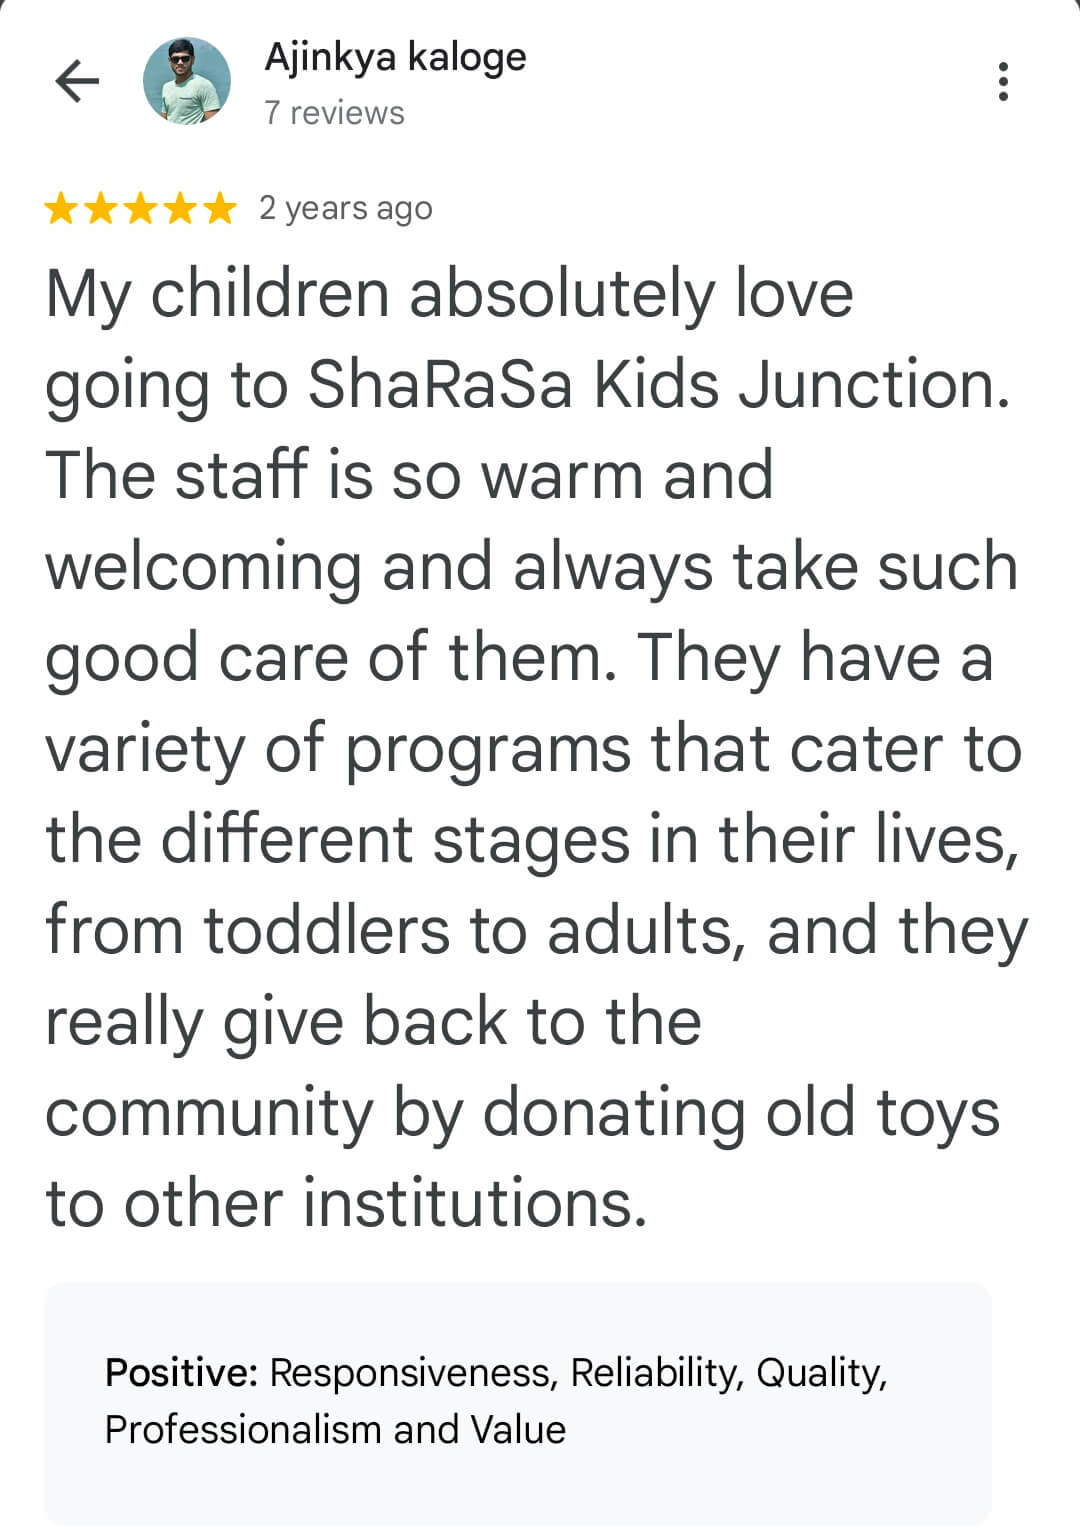 Ajinkya kaloge
7 reviews
2 years ago
My children absolutely love
going to ShaRaSa Kids Junction.
The staff is so warm and
welcoming and always take such
good care of them. They have a
variety of programs that cater to
the different stages in their lives,
from toddlers to adults, and they
really give back to the
community by donating old toys
to other institutions.
Positive: Responsiveness, Reliability, Quality,
Professionalism and Value